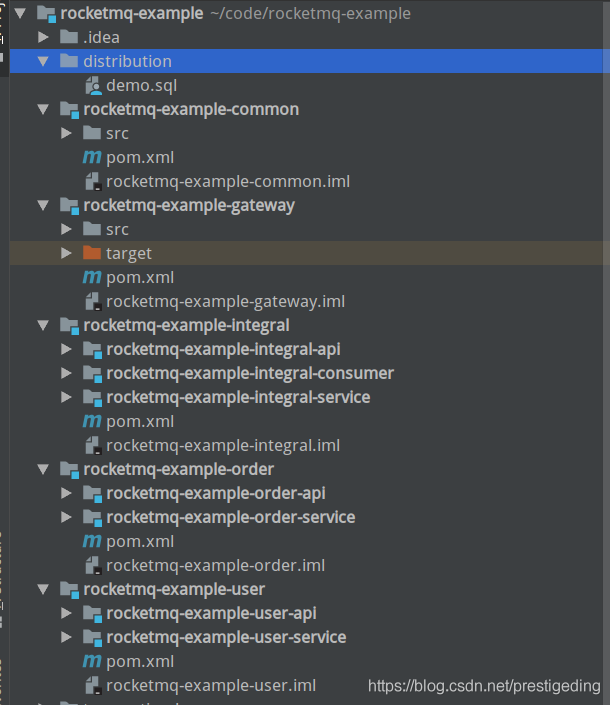 rocketmq-example ~/code/rocketmq-example
.idea
distribution
demo.sql
rocketmq-example-common
src
pom.xml
rocketmq-example-common.iml
rocketmq-example-gateway
src
target
pom.xml
rocketmq-example-gateway.iml
rocketmq-example-integral
rocketmq-example-integral-api
rocketmq-example-integral-consumer
rocketmq-example-integral-service
pom.xml
rocketmq-example-integral.iml
rocketmq-example-order
rocketmq-example-order-api
rocketmq-example-order-service
pom.xml
rocketmq-example-order.iml
rocketmq-example-user
rocketmq-example-user-api
rocketmq-example-user-service
pom.xml
rocketmq-example-user.iml
https://blog.csdn.net/prestigeding